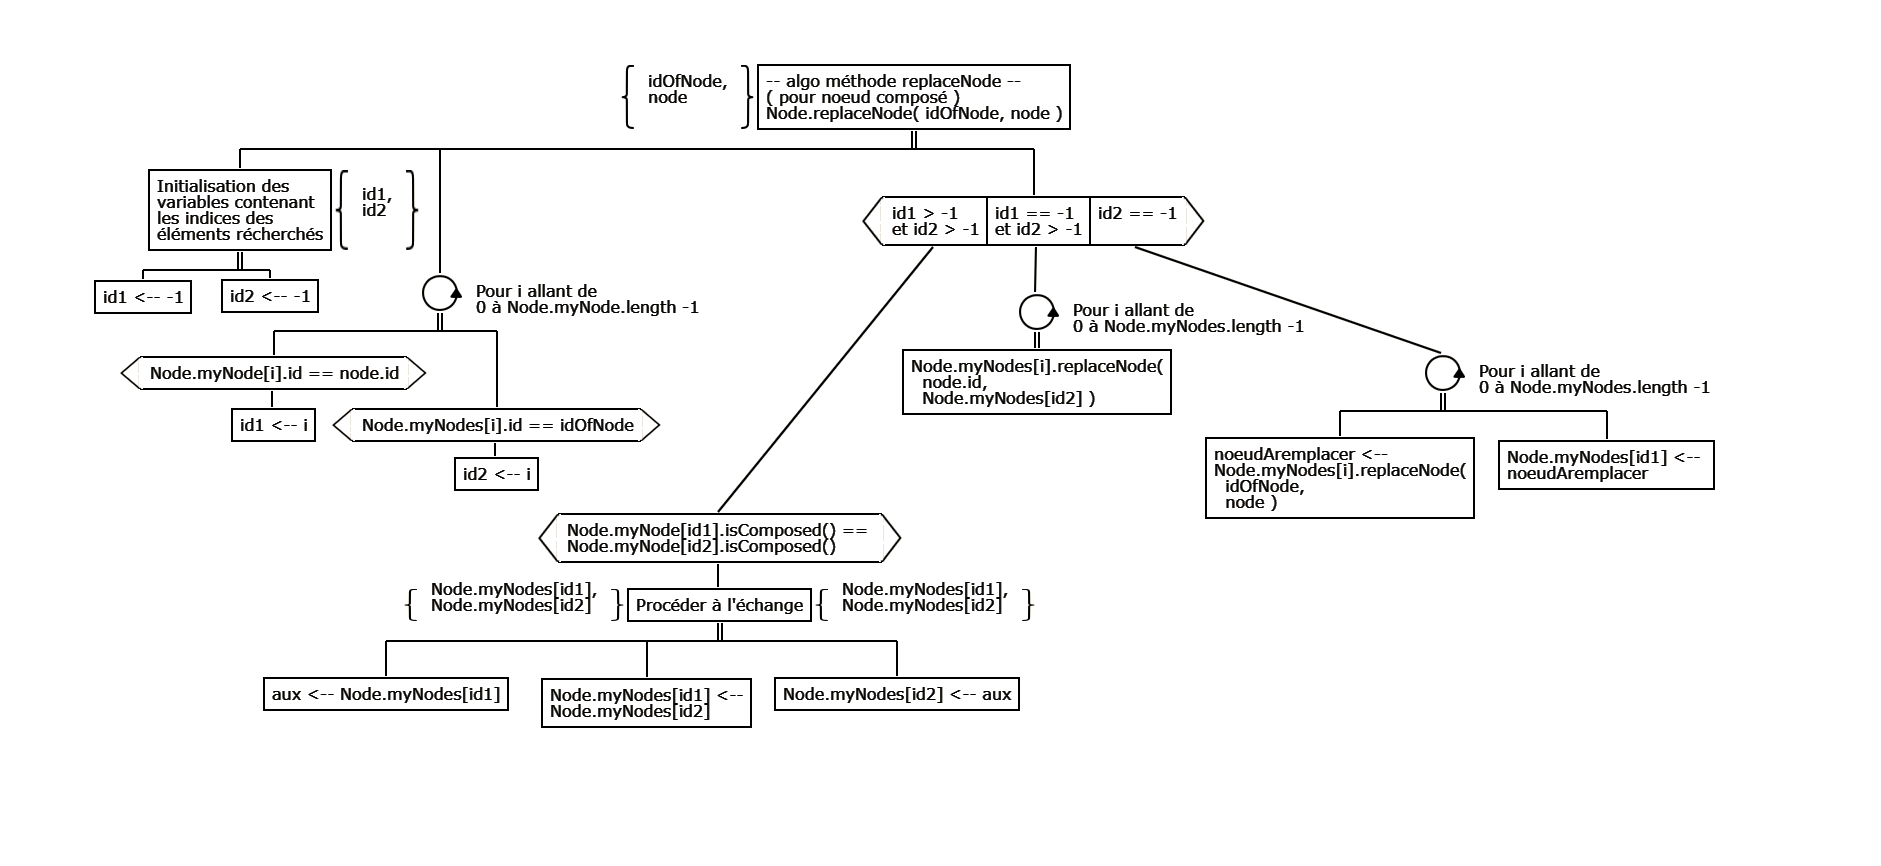 idOfNode,
node
-- algo méthode replaceNode --
( pour noeud composé )
Node.replaceNode( idOfNode, node )
Initialisation des
variables contenant
les indices des
éléments récherchés
id1,
id2
id1 <-- -1
id2 <-- -1
Pour i allant de
0 à Node.myNode.length -1
Node.myNode[i].id == node.id
id1 <-- i
Node.myNodes[i].id == idOfNode
id2 <-- i
id1 > -1
et id2 > -1
id1 == -1
et id2 > -1
id2 == -1
Node.myNode[id1].isComposed() ==
Node.myNode[id2].isComposed()
Node.myNodes[id1],
Node.myNodes[id2]
Procéder à l'échange
Node.myNodes[id1],
Node.myNodes[id2]
aux <-- Node.myNodes[id1]
Node.myNodes[id1] <--
Node.myNodes[id2]
Node.myNodes[id2] <-- aux
Pour i allant de
0 à Node.myNodes.length -1
Node.myNodes[i].replaceNode(
node.id,
Node.myNodes[id2] )
Pour i allant de
0 à Node.myNodes.length -1
noeudAremplacer <--
Node.myNodes[i].replaceNode(
idOfNode,
node )
Node.myNodes[id1] <--
noeudAremplacer